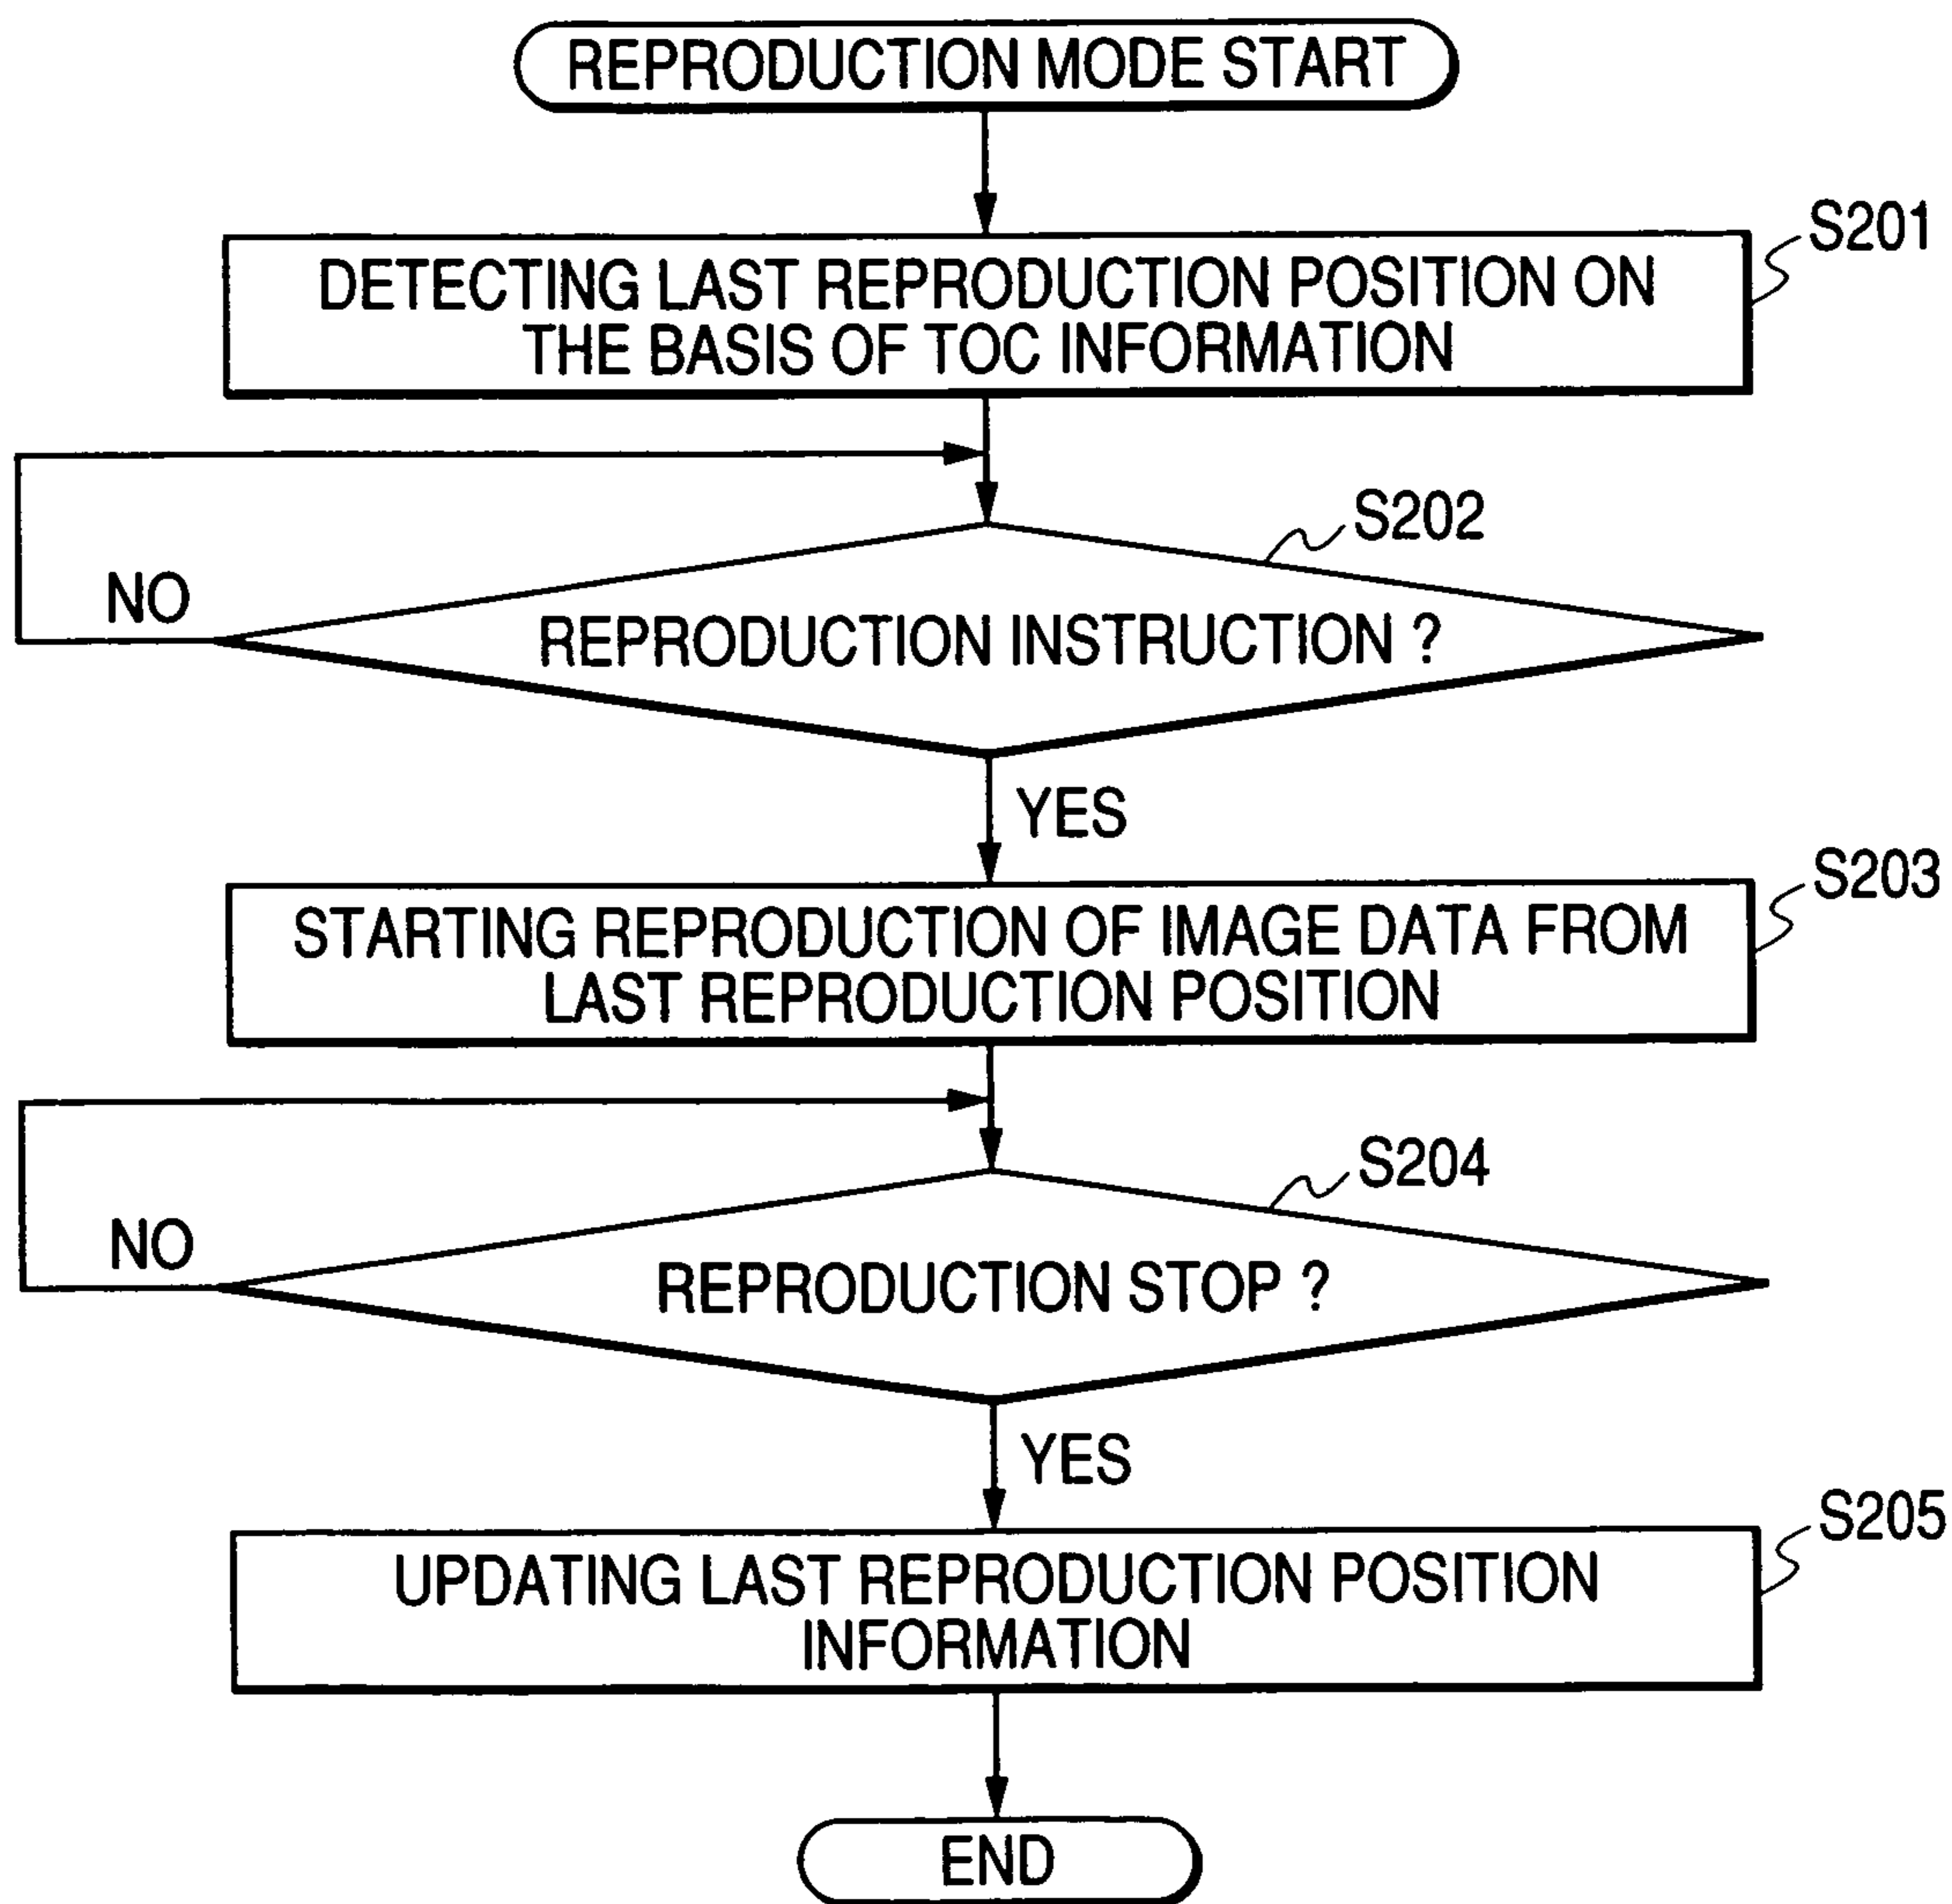 REPRODUCTION MODE START
S201
DETECTING LAST REPRODUCTION POSITION ON
THE BASIS OF TOC INFORMATION
S202
NO
REPRODUCTION INSTRUCTION ?
YES
S203
STARTING REPRODUCTION OF IMAGE DATA FROM
LAST REPRODUCTION POSITION
S204
NO
REPRODUCTION STOP ?
YES
S205
UPDATING LAST REPRODUCTION POSITION
INFORMATION
END